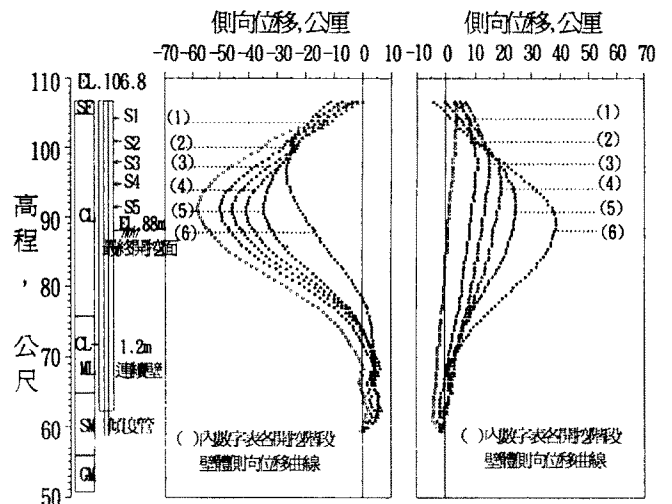 側向位移,公厘
側向位移,公厘
-70 -60 -50 -40 -30 -20 -10 0 10
-10 0 10 20 30 40 50 60 70
110
100
90
80
70
60
50
高程，公尺
EL.106.8
SF
CL
CL-ML
SM
GM
S1
S2
S3
S4
S5
EL.88m
最終開挖面
1.2m
連續壁
傾度管
(1)
(2)
(3)
(4)
(5)
(6)
( )內數字表各開挖階段
壁體側向位移曲線
(1)
(2)
(3)
(4)
(5)
(6)
( )內數字表各開挖階段
壁體側向位移曲線